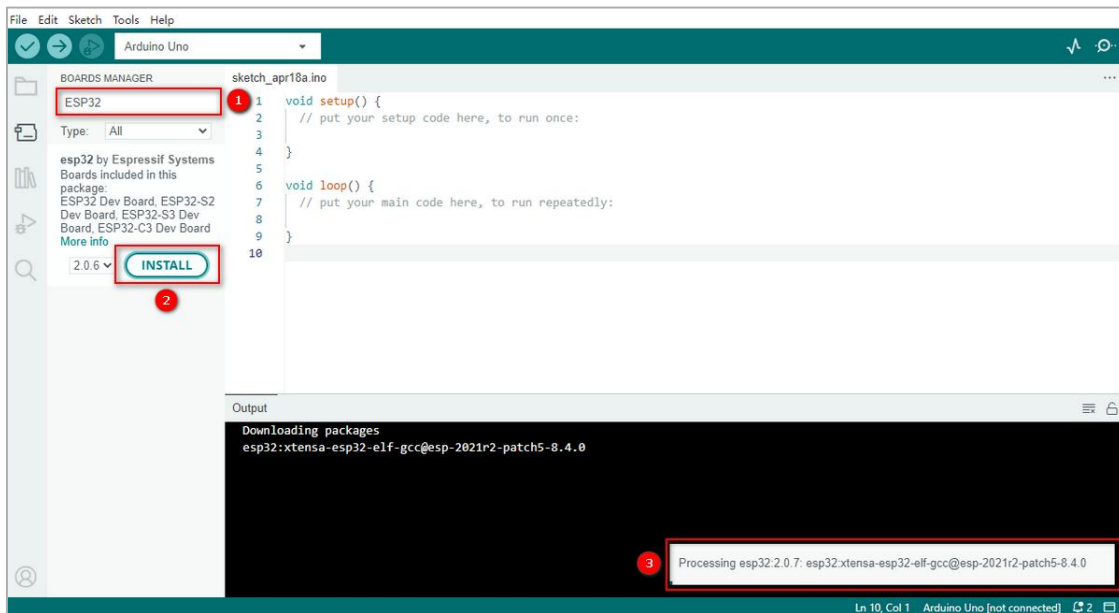 File Edit Sketch Tools Help
Arduino Uno
BOARDS MANAGER
ESP32
Type: All
esp32 by Espressif Systems
Boards included in this
package:
ESP32 Dev Board, ESP32-S2
Dev Board, ESP32-S3 Dev
Board, ESP32-C3 Dev Board
More info
2.0.6 INSTALL
1
2
sketch_apr18a.ino
1 void setup() {
2 // put your setup code here, to run once:
3
4 }
5
6 void loop() {
7 // put your main code here, to run repeatedly:
8
9 }
10
Output
Downloading packages
esp32:xtensa-esp32-elf-gcc@esp-2021r2-patch5-8.4.0
3 Processing esp32:2.0.7: esp32:xtensa-esp32-elf-gcc@esp-2021r2-patch5-8.4.0
Ln 10, Col 1 Arduino Uno [not connected] 2